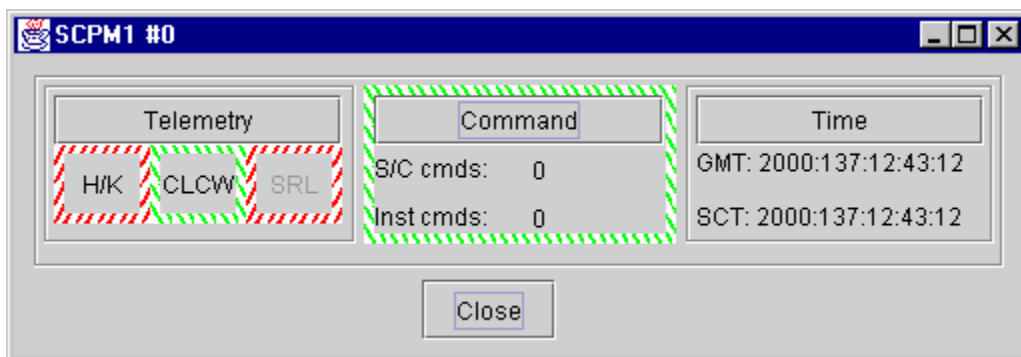 SCPM1 #0
Telemetry
H/K CLCW SRL
Command
S/C cmds: 0
Inst cmds: 0
Time
GMT: 2000:137:12:43:12
SCT: 2000:137:12:43:12
Close